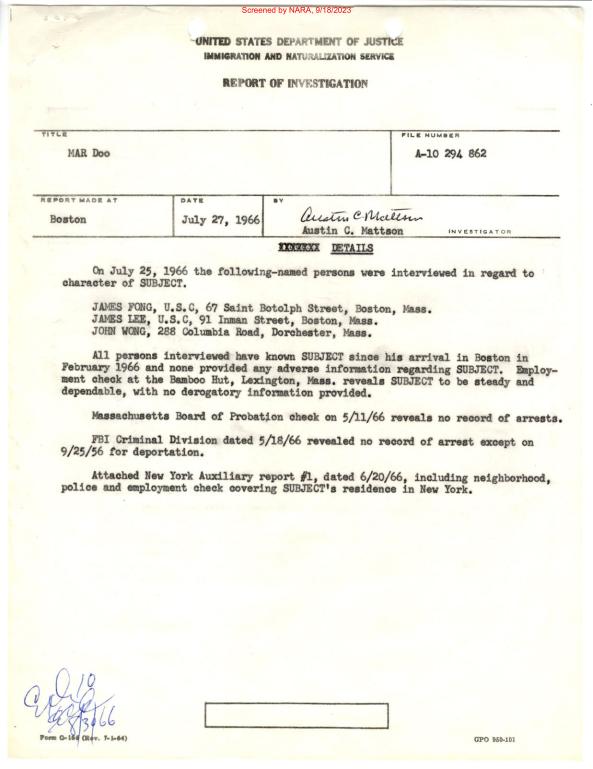 Screened by NARA, 9/18/2023
UNITED STATES DEPARTMENT OF JUSTICE
IMMIGRATION AND NATURALIZATION SERVICE
REPORT OF INVESTIGATION
TITLE
FILE NUMBER
MAR Doo
A-10 294 862
REPORT MADE AT
DATE
BY
Boston
July 27, 1966
Austin C Mattson
Austin C. Mattson
INVESTIGATOR
DETAILS
On July 25, 1966 the following-named persons were interviewed in regard to
character of SUBJECT.
JAMES FONG, U.S.C, 67 Saint Botolph Street, Boston, Mass.
JAMES LEE, U.S.C, 91 Inman Street, Boston, Mass.
JOHN WONG, 288 Columbia Road, Dorchester, Mass.
All persons interviewed have known SUBJECT since his arrival in Boston in
February 1966 and none provided any adverse information regarding SUBJECT. Employ-
ment check at the Bamboo Hut, Lexington, Mass. reveals SUBJECT to be steady and
dependable, with no derogatory information provided.
Massachusetts Board of Probation check on 5/11/66 reveals no record of arrests.
FBI Criminal Division dated 5/18/66 revealed no record of arrest except on
9/25/56 for deportation.
Attached New York Auxiliary report #1, dated 6/20/66, including neighborhood,
police and employment check covering SUBJECT's residence in New York.
10
66
Form G-166 (Rev. 7-1-64)
GPO 950-101